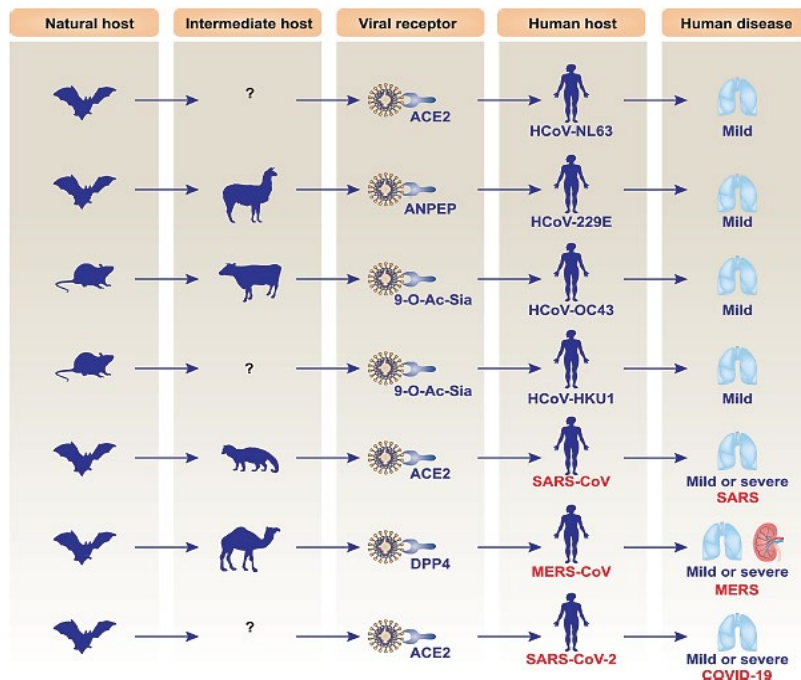 Natural host Intermediate host Viral receptor Human host Human disease
?
ACE2
HCoV-NL63
Mild
ANPEP
HCoV-229E
Mild
9-O-Ac-Sia
HCoV-OC43
Mild
?
9-O-Ac-Sia
HCoV-HKU1
Mild
ACE2
SARS-CoV
Mild or severe
SARS
DPP4
MERS-CoV
Mild or severe
MERS
?
ACE2
SARS-CoV-2
Mild or severe
COVID-19